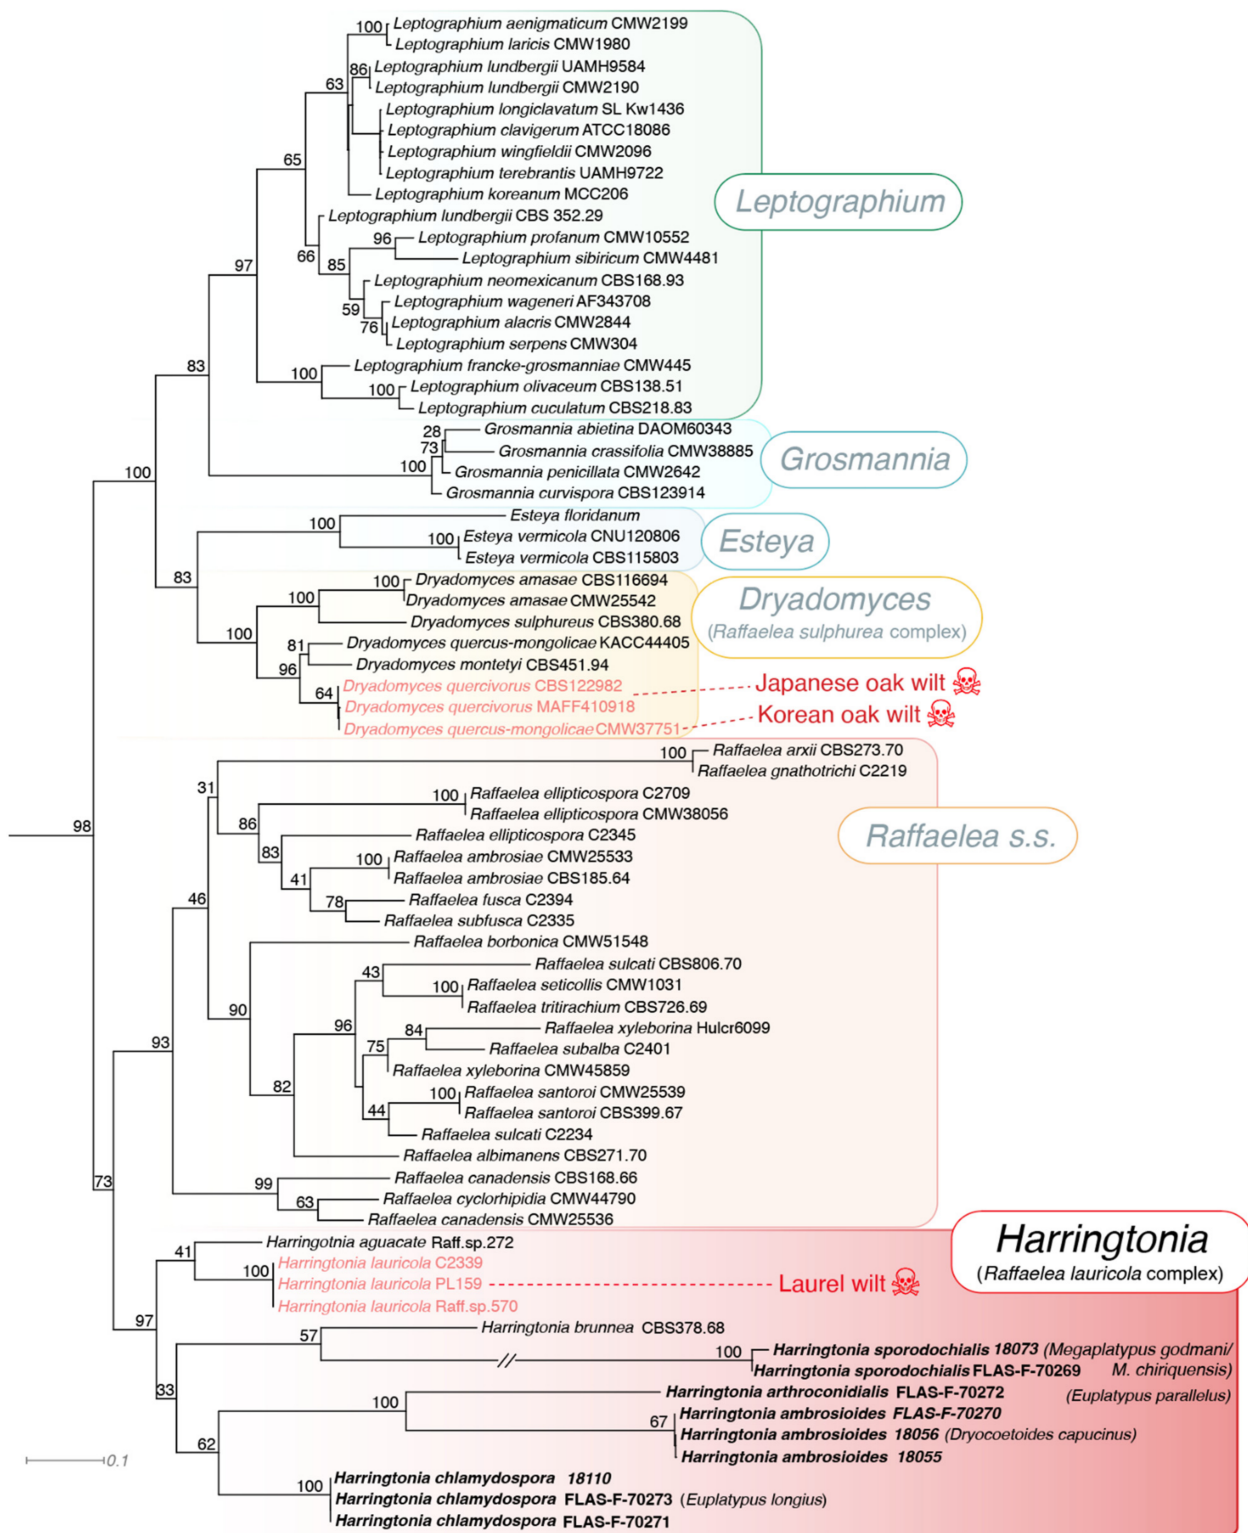 100
Leptographium aenigmaticum CMW2199
Leptographium laricis CMW1980
86
Leptographium lundbergii UAMH9584
63
Leptographium lundbergii CMW2190
Leptographium longiclavatum SL Kw1436
Leptographium clavigerum ATCC18086
Leptographium wingfieldii CMW2096
65
Leptographium terebrantis UAMH9722
Leptographium koreanum MCC206
Leptographium
Leptographium lundbergii CBS 352.29
96
Leptographium profanum CMW10552
66
Leptographium sibiricum CMW4481
97
85
Leptographium neomexicanum CBS168.93
59
Leptographium wageneri AF343708
76
Leptographium alacris CMW2844
Leptographium serpens CMW304
83
Leptographium francke-grosmanniae CMW445
100
100
Leptographium olivaceum CBS138.51
Leptographium cuculatum CBS218.83
28
Grosmannia abietina DAOM60343
73
Grosmannia crassifolia CMW38885
Grosmannia
100
100
Grosmannia penicillata CMW2642
Grosmannia curvispora CBS123914
Esteya floridanum
100
100
Esteya vermicola CNU120806
Esteya
Esteya vermicola CBS115803
83
100
Dryadomyces amasae CBS116694
100
Dryadomyces amasae CMW25542
Dryadomyces
Dryadomyces sulphureus CBS380.68
(Raffaelea sulphurea complex)
100
81
Dryadomyces quercus-mongolicae KACC44405
96
Dryadomyces montetyi CBS451.94
64
Dryadomyces quercivorus CBS122982
Japanese oak wilt
Dryadomyces quercivorus MAFF410918
Korean oak wilt
Dryadomyces quercus-mongolicae CMW37751
100
Raffaelea arxii CBS273.70
Raffaelea gnathotrichi C2219
31
100
Raffaelea ellipticospora C2709
Raffaelea ellipticospora CMW38056
98
86
Raffaelea ellipticospora C2345
Raffaelea s.s.
83
100
Raffaelea ambrosiae CMW25533
41
Raffaelea ambrosiae CBS185.64
46
78
Raffaelea fusca C2394
Raffaelea subfusca C2335
Raffaelea borbonica CMW51548
43
Raffaelea sulcati CBS806.70
100
Raffaelea seticollis CMW1031
90
Raffaelea tritirachium CBS726.69
96
84
Raffaelea xyleborina Hulcr6099
93
75
Raffaelea subalba C2401
Raffaelea xyleborina CMW45859
82
100
Raffaelea santoroi CMW25539
44
Raffaelea santoroi CBS399.67
Raffaelea sulcati C2234
Raffaelea albimanens CBS271.70
73
99
Raffaelea canadensis CBS168.66
63
Raffaelea cyclorhipidia CMW44790
Raffaelea canadensis CMW25536
Harringtonia
(Raffaelea lauricola complex)
41
Harringotnia aguacate Raff.sp.272
100
Harringtonia lauricola C2339
Harringtonia lauricola PL159
Laurel wilt
Harringtonia lauricola Raff.sp.570
97
57
Harringtonia brunnea CBS378.68
100
Harringtonia sporodochialis 18073 (Megaplatypus godmani/
Harringtonia sporodochialis FLAS-F-70269 M. chiriquensis)
33
Harringtonia arthroconidialis FLAS-F-70272 (Euplatypus parallelus)
100
Harringtonia ambrosioides FLAS-F-70270
67
Harringtonia ambrosioides 18056 (Dryocoetoides capucinus)
62
Harringtonia ambrosioides 18055
0.1
100
Harringtonia chlamydospora 18110
Harringtonia chlamydospora FLAS-F-70273 (Euplatypus longius)
Harringtonia chlamydospora FLAS-F-70271